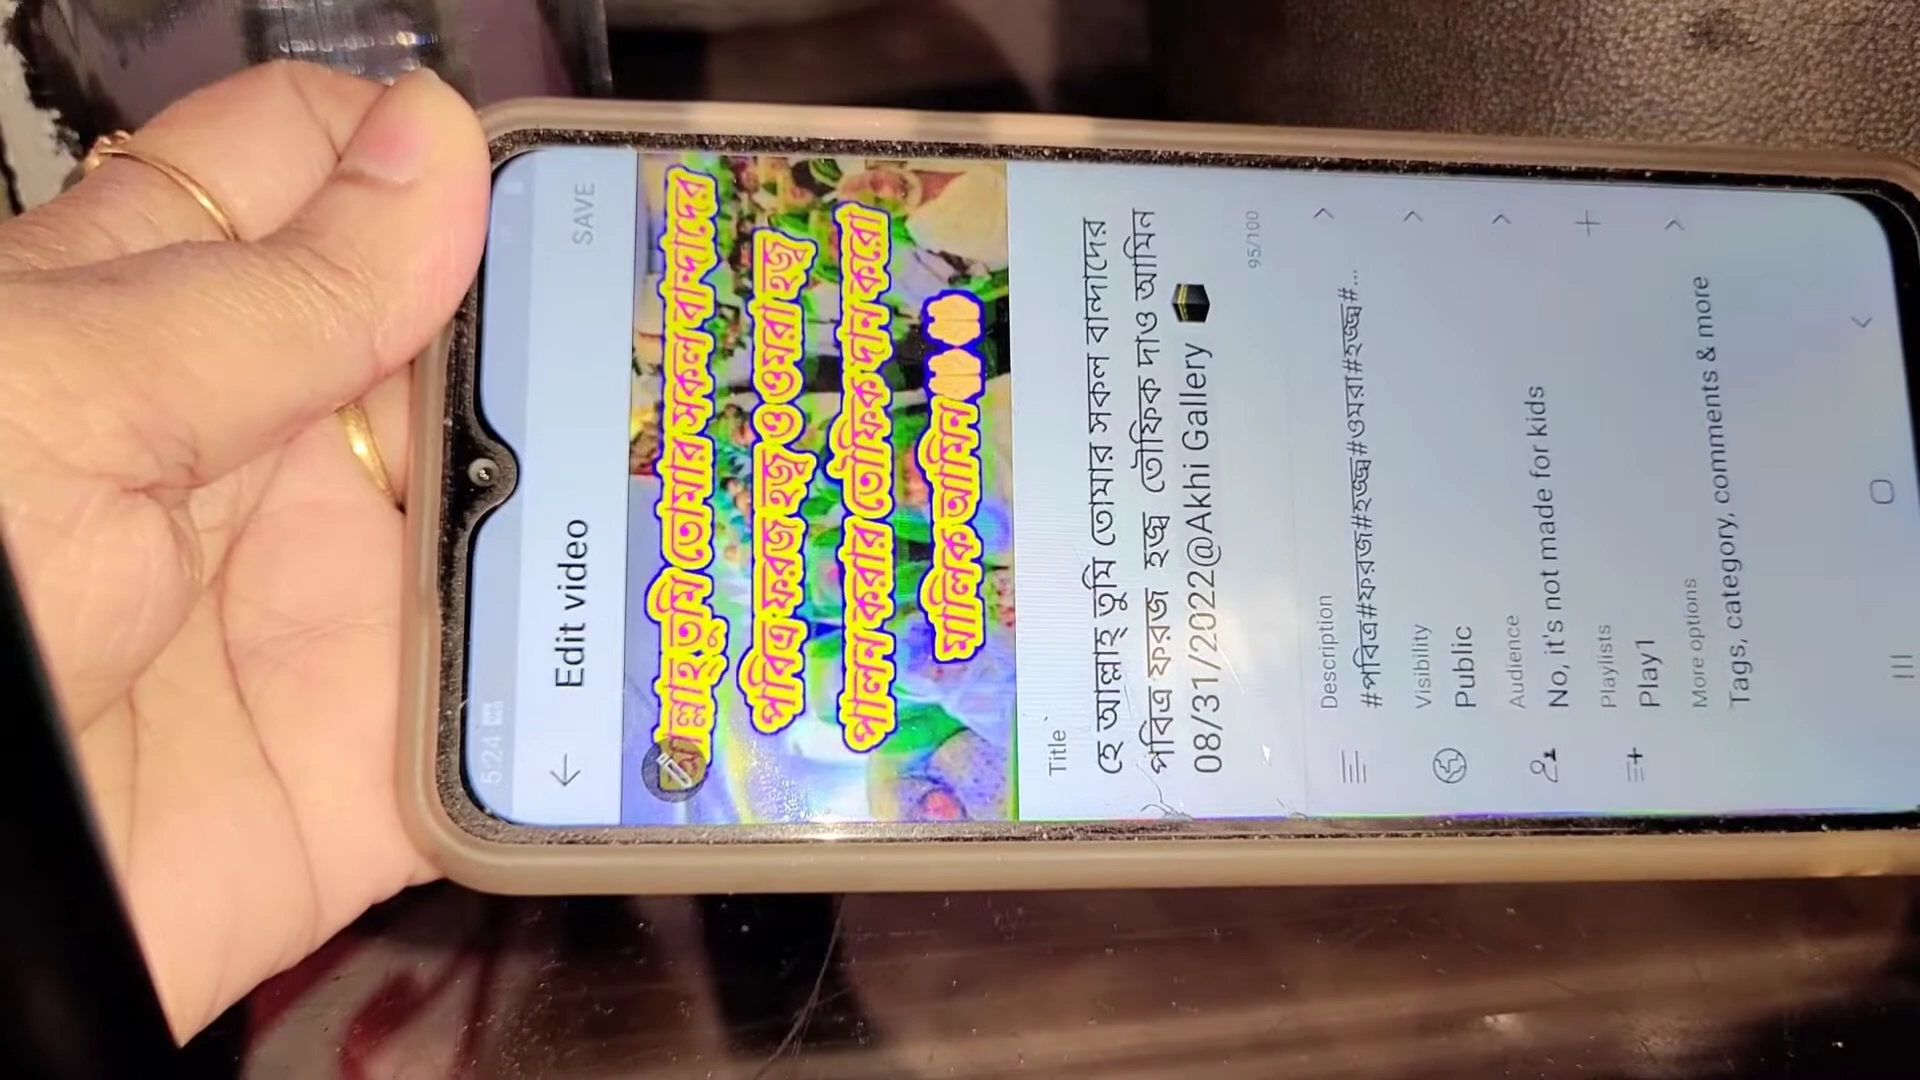 5:24
Edit video
SAVE
আল্লাহ তুমি তোমার সকল বান্দাদের
পবিত্র ফরজ হজ্ব ও ওমরা হজ্ব
পালন করার তৌফিক দান করো
মালিক আমিন
Title
হে আল্লাহ্ তুমি তোমার সকল বান্দাদের
পবিত্র ফরজ হজ্ব তৌফিক দাও আমিন
08/31/2022@Akhi Gallery 🕋
95/100
Description
#পবিত্র#ফরজ#হজ্জ্ব#ওমরা#হজ্জ্ব#...
Visibility
Public
Audience
No, it's not made for kids
Playlists
Play1
More options
Tags, category, comments & more